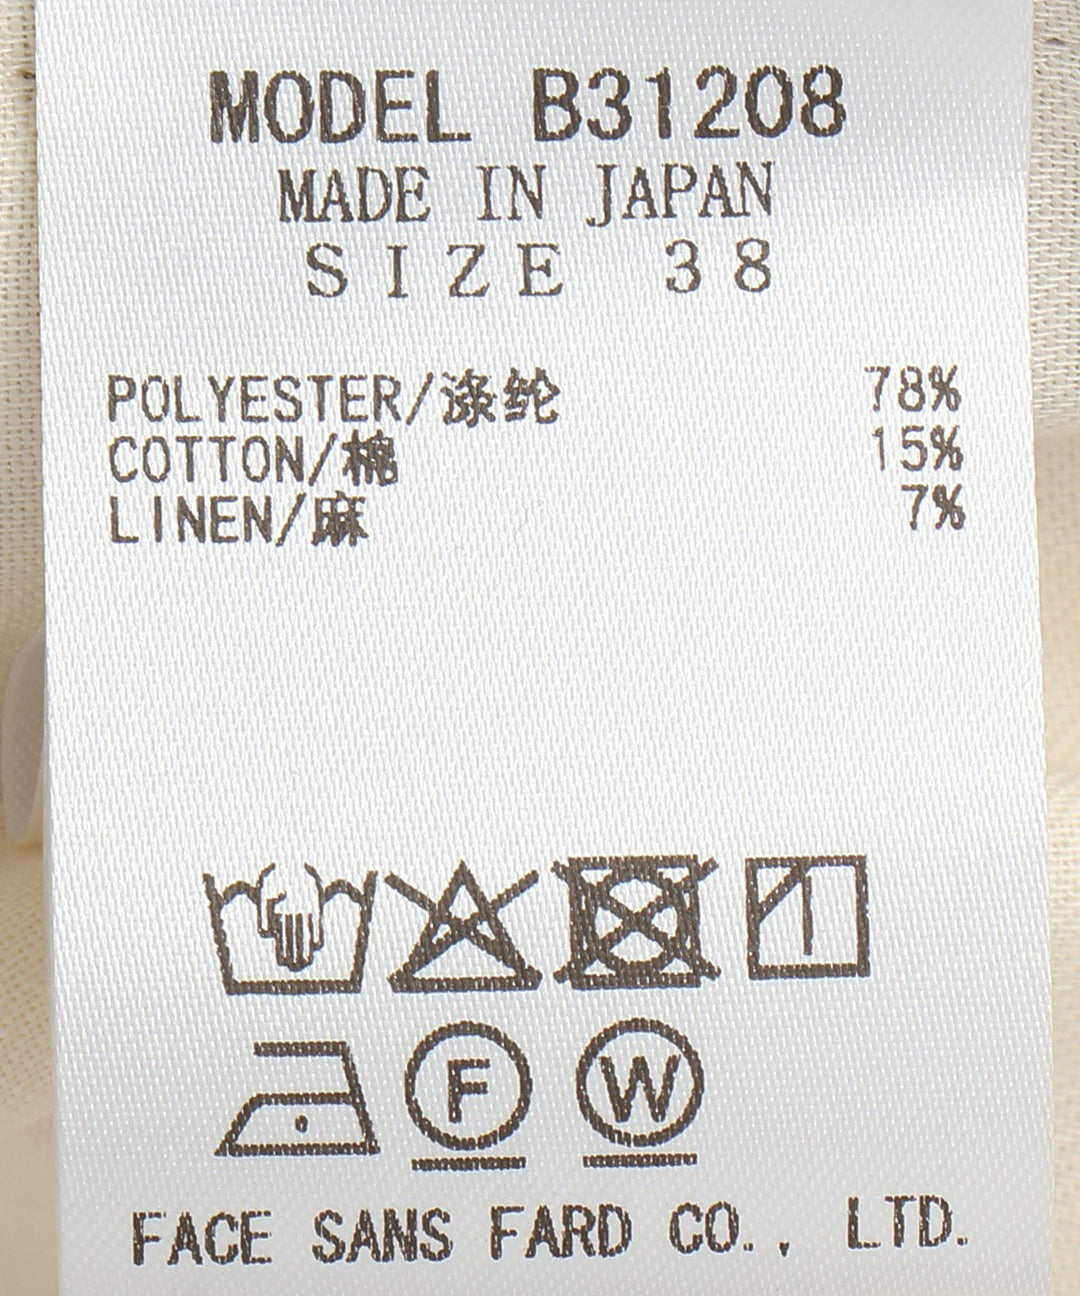 MODEL B31208
MADE IN JAPAN
SIZE 38
POLYESTER/涤纶 78%
COTTON/棉 15%
LINEN/麻 7%
F W
FACE SANS FARD CO., LTD.